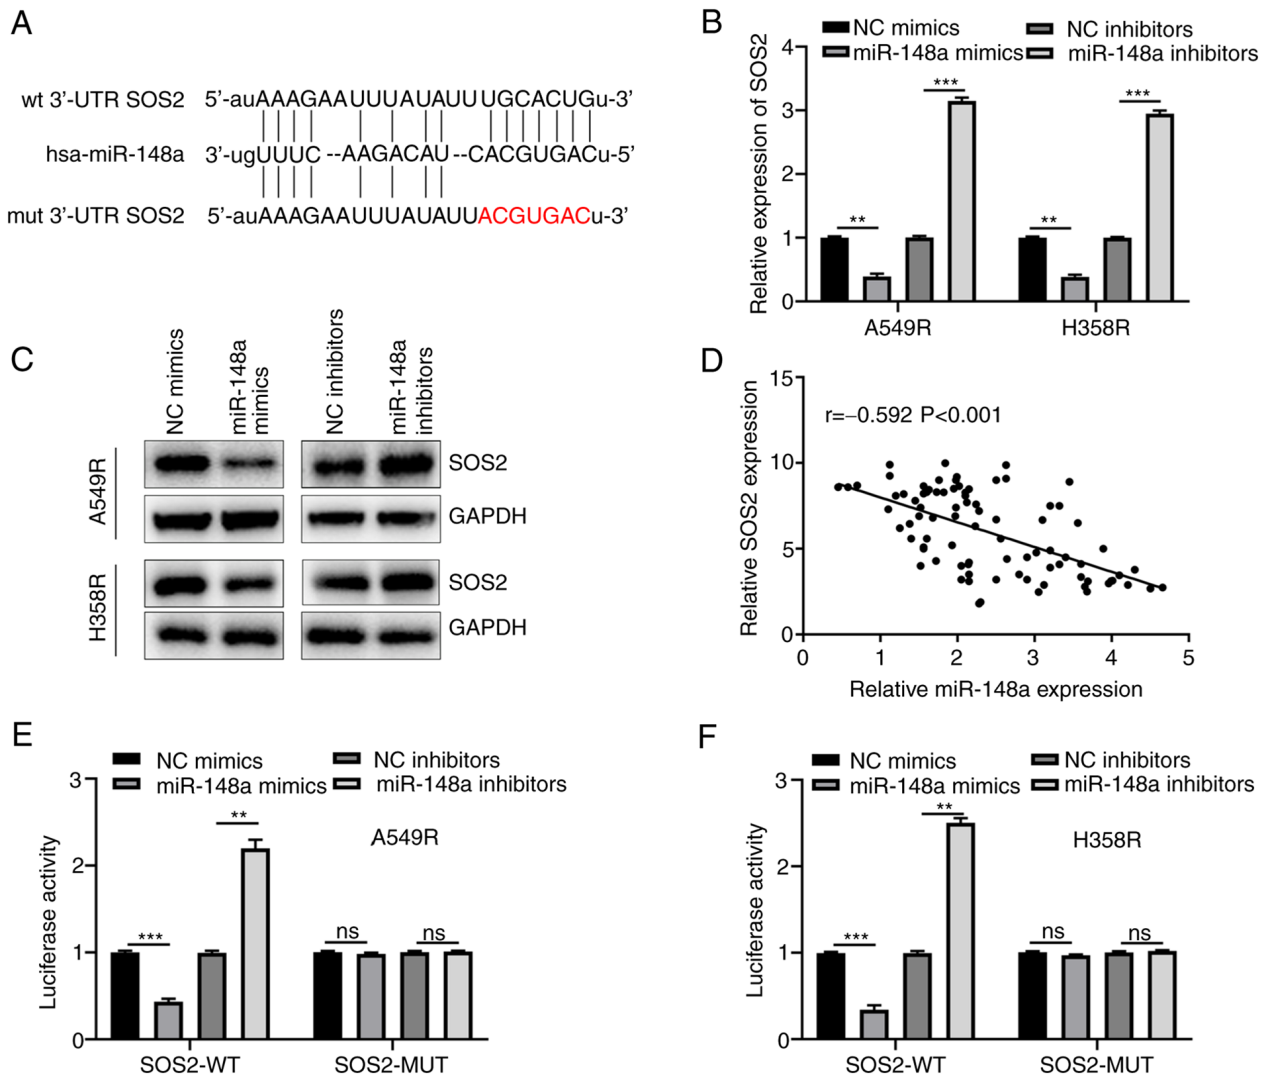 A
wt 3’-UTR SOS2 5’-auAAAGAAUUUAUAUUUGCACUGu-3’
hsa-miR-148a 3’-ugUUUC --AAGACAU--CACGUGACu-5’
mut 3’-UTR SOS2 5’-auAAAGAAUUUAUAUUACGUGACu-3’
B
NC mimics NC inhibitors
miR-148a mimics miR-148a inhibitors
Relative expression of SOS2
4
3
2
1
0
** *** ** ***
A549R H358R
C
NC mimics
miR-148a mimics
NC inhibitors
miR-148a inhibitors
A549R
SOS2
GAPDH
H358R
SOS2
GAPDH
D
Relative SOS2 expression
15
10
5
0
r=−0.592 P<0.001
0 1 2 3 4 5
Relative miR-148a expression
E
NC mimics NC inhibitors
miR-148a mimics miR-148a inhibitors
A549R
Luciferase activity
3
2
1
0
*** ** ns ns
SOS2-WT SOS2-MUT
F
NC mimics NC inhibitors
miR-148a mimics miR-148a inhibitors
H358R
Luciferase activity
3
2
1
0
*** ** ns ns
SOS2-WT SOS2-MUT